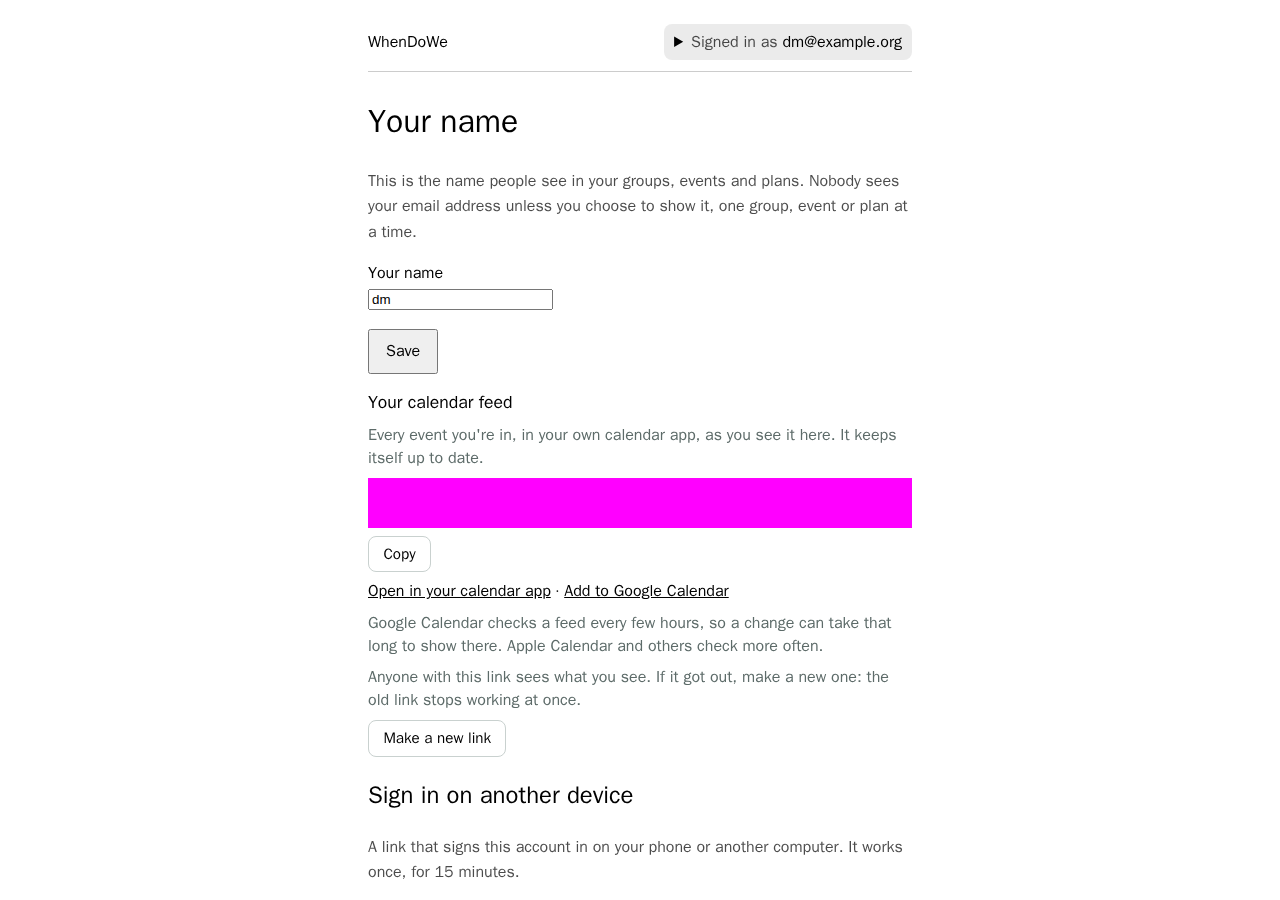 WhenDoWe
Signed in as dm@example.org
Your name
This is the name people see in your groups, events and plans. Nobody sees
your email address unless you choose to show it, one group, event or plan at
a time.
Your name
dm
Save
Your calendar feed
Every event you're in, in your own calendar app, as you see it here. It keeps
itself up to date.
Copy
Open in your calendar app · Add to Google Calendar
Google Calendar checks a feed every few hours, so a change can take that
long to show there. Apple Calendar and others check more often.
Anyone with this link sees what you see. If it got out, make a new one: the
old link stops working at once.
Make a new link
Sign in on another device
A link that signs this account in on your phone or another computer. It works
once, for 15 minutes.